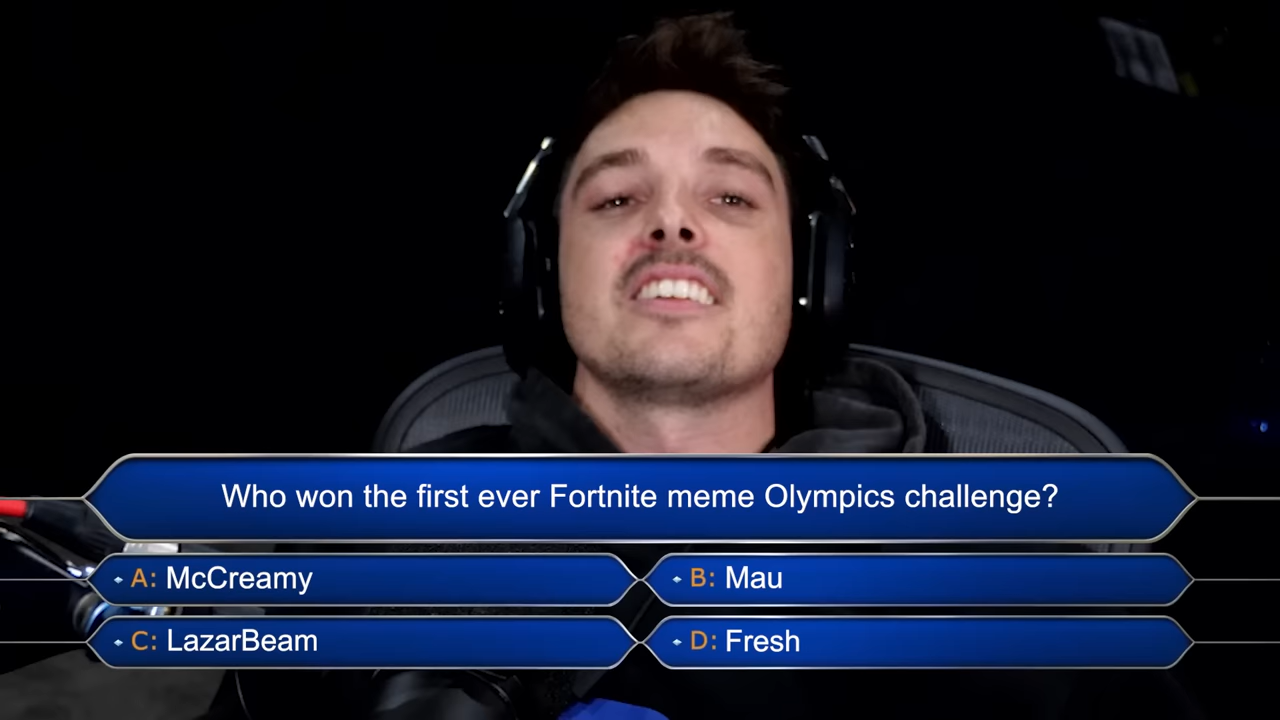 Who won the first ever Fortnite meme Olympics challenge?
A: McCreamy
B: Mau
C: LazarBeam
D: Fresh